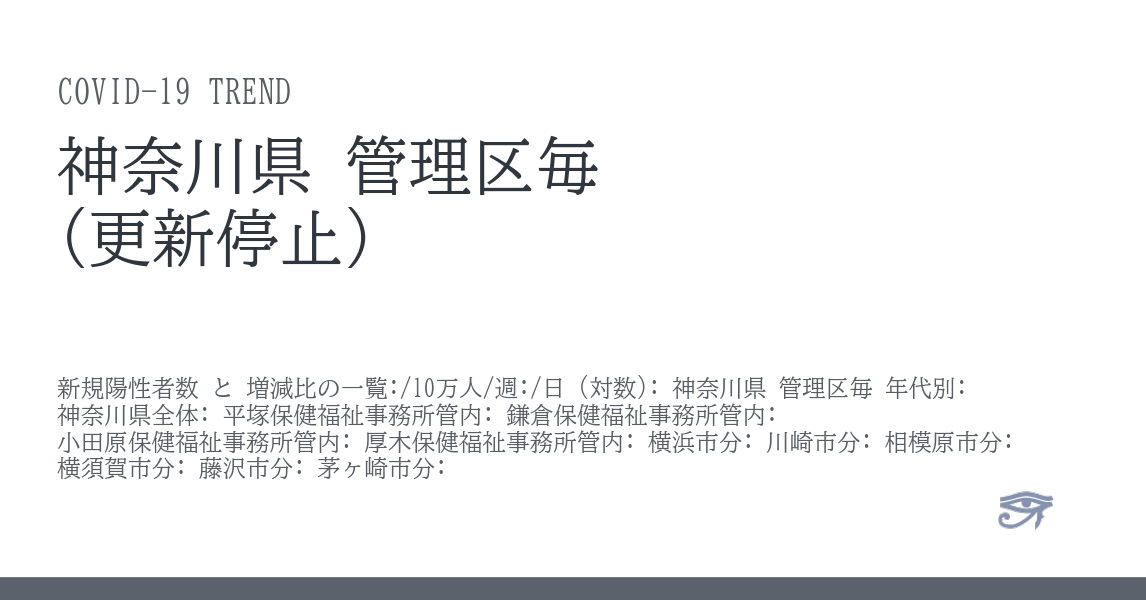 COVID-19 TREND
神奈川県 管理区毎
(更新停止)
新規陽性者数 と 増減比の一覧:/10万人/週:/日 (対数): 神奈川県 管理区毎 年代別:
神奈川県全体: 平塚保健福祉事務所管内: 鎌倉保健福祉事務所管内:
小田原保健福祉事務所管内: 厚木保健福祉事務所管内: 横浜市分: 川崎市分: 相模原市分:
横須賀市分: 藤沢市分: 茅ヶ崎市分: